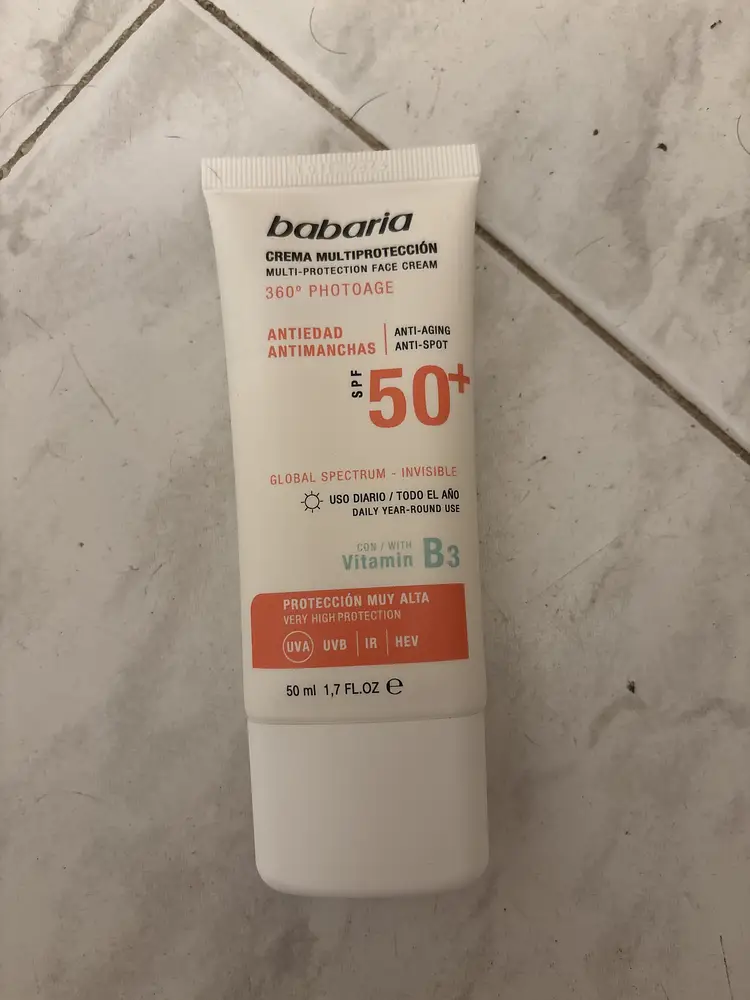 babaria
CREMA MULTIPROTECCIÓN
MULTI-PROTECTION FACE CREAM
360º PHOTOAGE
ANTIEDAD
ANTIMANCHAS
ANTI-AGING
ANTI-SPOT
SPF 50+
GLOBAL SPECTRUM - INVISIBLE
USO DIARIO / TODO EL AÑO
DAILY YEAR-ROUND USE
CON / WITH
Vitamin B3
PROTECCIÓN MUY ALTA
VERY HIGH PROTECTION
UVA UVB IR HEV
50 ml 1,7 FL.OZ ℮